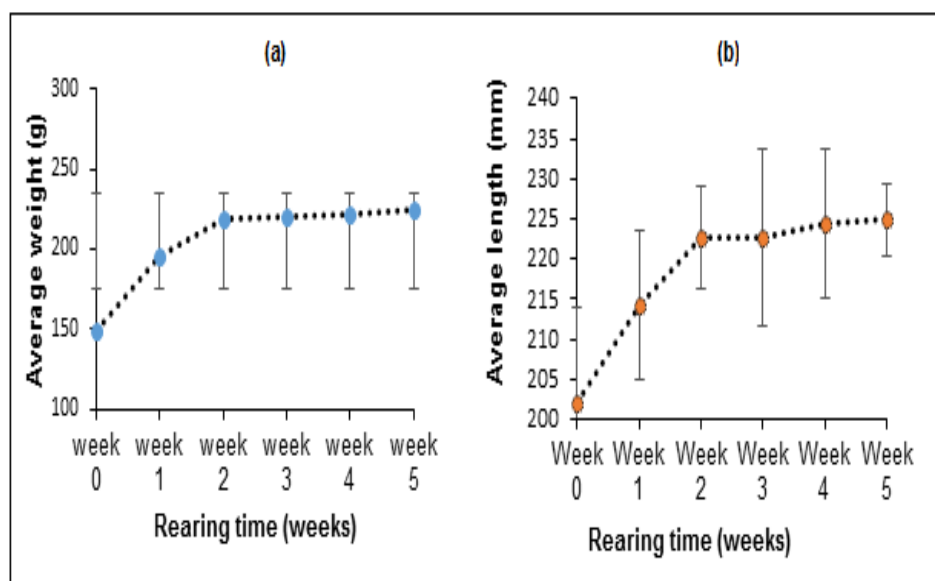 (a)
Average weight (g)
300
250
200
150
100
week 0
week 1
week 2
week 3
week 4
week 5
Rearing time (weeks)
(b)
Average length (mm)
240
235
230
225
220
215
210
205
200
Week 0
Week 1
Week 2
Week 3
Week 4
Week 5
Rearing time (weeks)